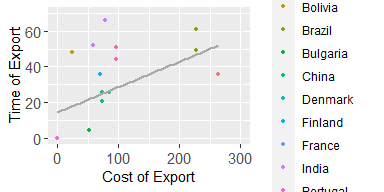 60
40
20
0
Time of Export
0 100 200 300
Cost of Export
Bolivia
Brazil
Bulgaria
China
Denmark
Finland
France
India
Portugal